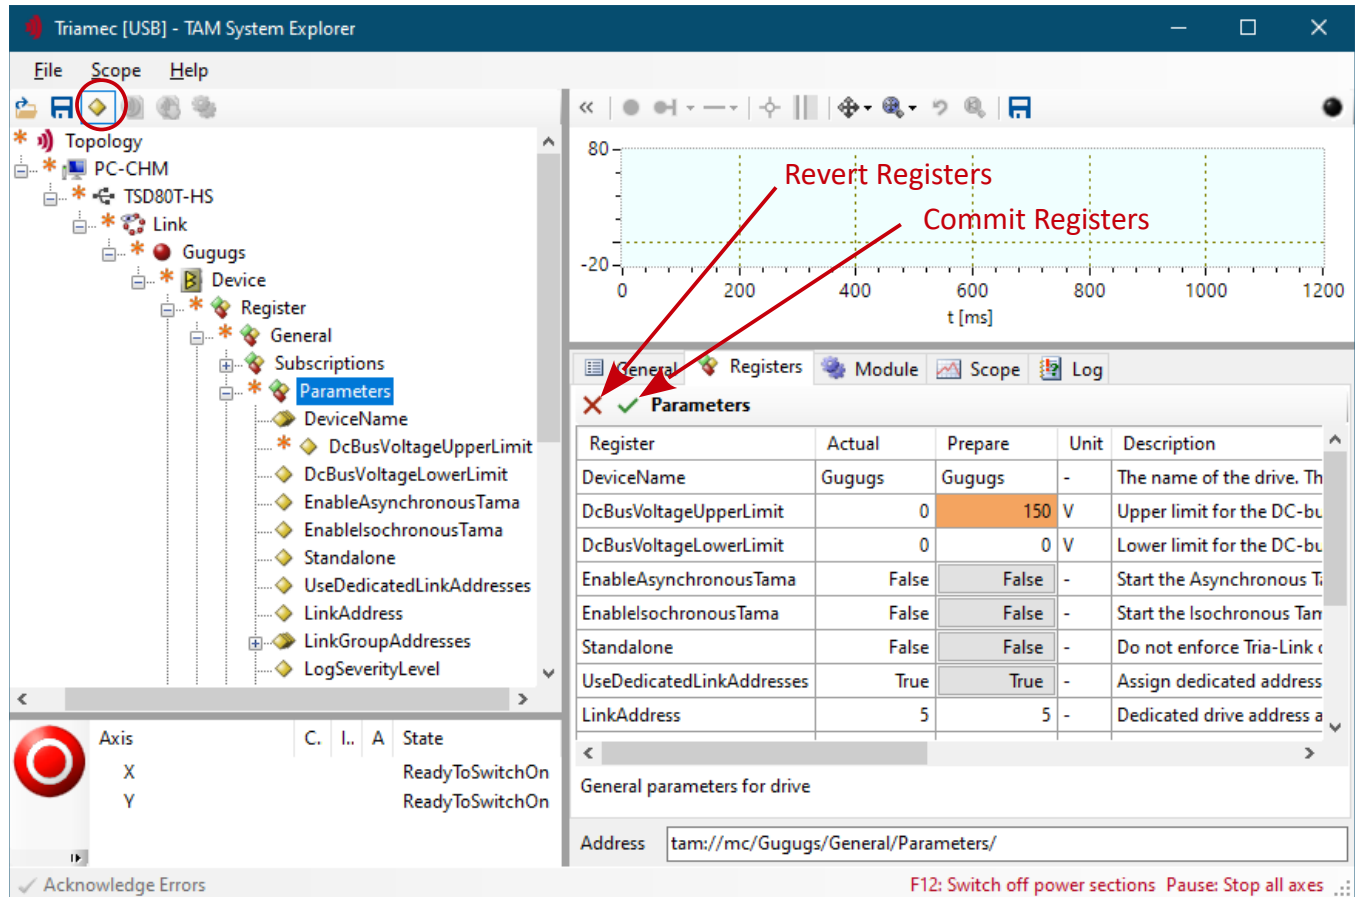 Triamec [USB] - TAM System Explorer
File Scope Help
Topology
PC-CHM
TSD80T-HS
Link
Gugugs
Device
Register
General
Subscriptions
Parameters
DeviceName
DcBusVoltageUpperLimit
DcBusVoltageLowerLimit
EnableAsynchronousTama
EnableIsochronousTama
Standalone
UseDedicatedLinkAddresses
LinkAddress
LinkGroupAddresses
LogSeverityLevel
Axis C. I.. A State
X ReadyToSwitchOn
Y ReadyToSwitchOn
80
-20
0 200 400 600 800 1000 1200
t [ms]
Revert Registers
Commit Registers
General Registers Module Scope Log
Parameters
Register Actual Prepare Unit Description
DeviceName Gugugs Gugugs - The name of the drive. Th
DcBusVoltageUpperLimit 0 150 V Upper limit for the DC-bu
DcBusVoltageLowerLimit 0 0 V Lower limit for the DC-bu
EnableAsynchronousTama False False - Start the Asynchronous Ta
EnableIsochronousTama False False - Start the Isochronous Tam
Standalone False False - Do not enforce Tria-Link c
UseDedicatedLinkAddresses True True - Assign dedicated address
LinkAddress 5 5 - Dedicated drive address a
General parameters for drive
Address tam://mc/Gugugs/General/Parameters/
Acknowledge Errors F12: Switch off power sections Pause: Stop all axes